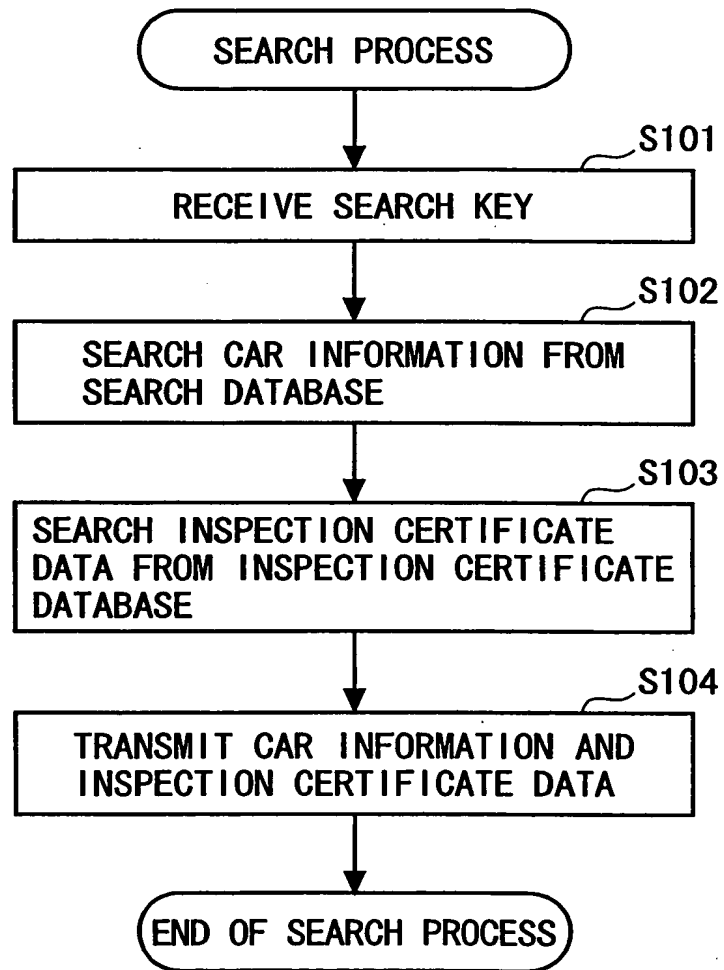 SEARCH PROCESS
S101
RECEIVE SEARCH KEY
S102
SEARCH CAR INFORMATION FROM
SEARCH DATABASE
S103
SEARCH INSPECTION CERTIFICATE
DATA FROM INSPECTION CERTIFICATE
DATABASE
S104
TRANSMIT CAR INFORMATION AND
INSPECTION CERTIFICATE DATA
END OF SEARCH PROCESS